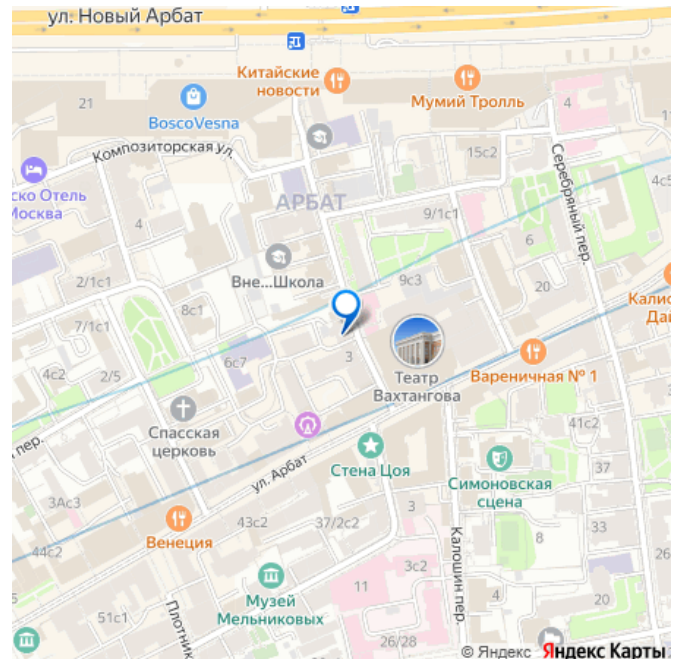 ул. Новый Арбат
Китайские
новости
Мумий Тролль
21
BoscoVesna
4
Композиторская ул.
15с2
Серебряный пер.
ско Отель
Москва
АРБАТ
4с5
4
9/1с1
6
Вне...Школа
9с3
2/1с1
20
Калис
Дай
8с1
7/1с1
3
6с7
Театр
Вахтангова
Вареничная № 1
4с2
2/5
Спасская
церковь
41с2
пер.
Стена Цоя
ул. Арбат
37
Симоновская
сцена
3Ас3
43с2
37/2с2
33
Венеция
44с2
8
Калошин пер.
26
3с2
11
Музей
Мельниковых
4
20
51с1
Плотник
26/28
© Яндекс Яндекс Карты